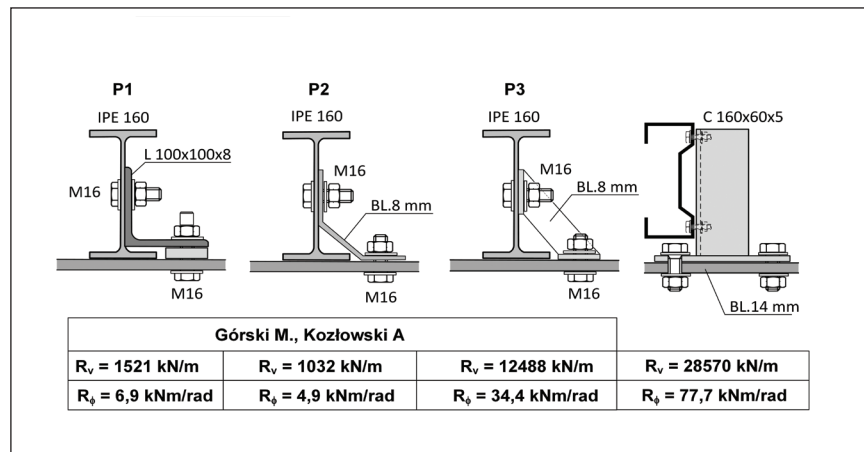 P1 P2 P3
IPE 160 IPE 160 IPE 160 C 160x60x5
L 100x100x8
M16 M16 M16
BL.8 mm BL.8 mm
M16 M16 M16
BL.14 mm
Górski M., Kozłowski A
Rᵥ = 1521 kN/m Rᵥ = 1032 kN/m Rᵥ = 12488 kN/m Rᵥ = 28570 kN/m
Rϕ = 6,9 kNm/rad Rϕ = 4,9 kNm/rad Rϕ = 34,4 kNm/rad Rϕ = 77,7 kNm/rad